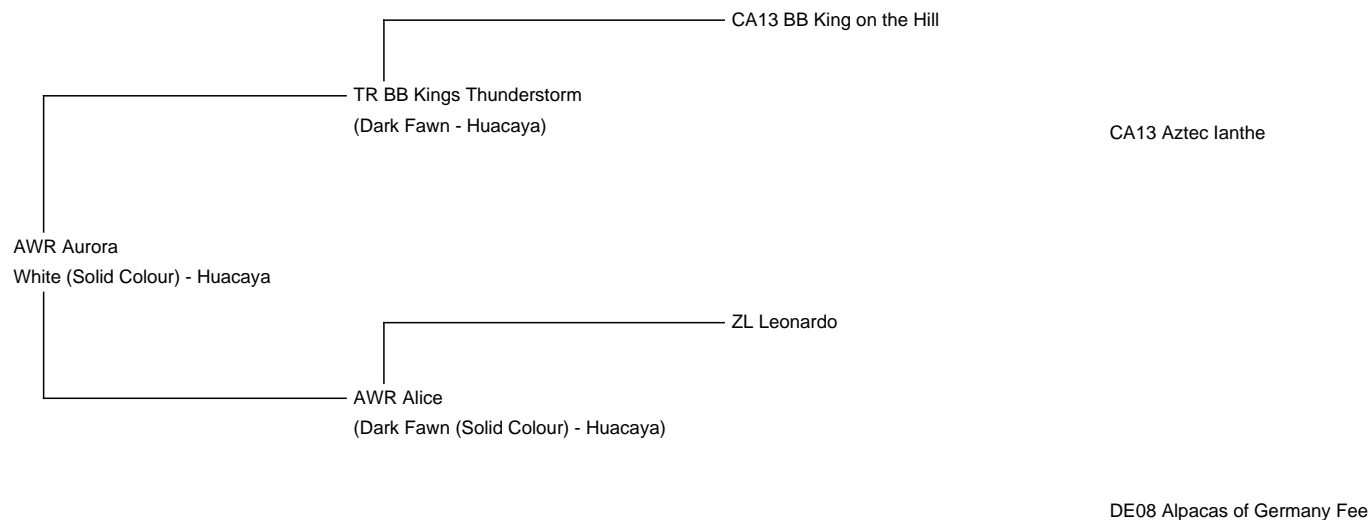 CA13 BB King on the Hill
TR BB Kings Thunderstorm
(Dark Fawn - Huacaya)
CA13 Aztec Ianthe
AWR Aurora
White (Solid Colour) - Huacaya
ZL Leonardo
AWR Alice
(Dark Fawn (Solid Colour) - Huacaya)
DE08 Alpacas of Germany Fee